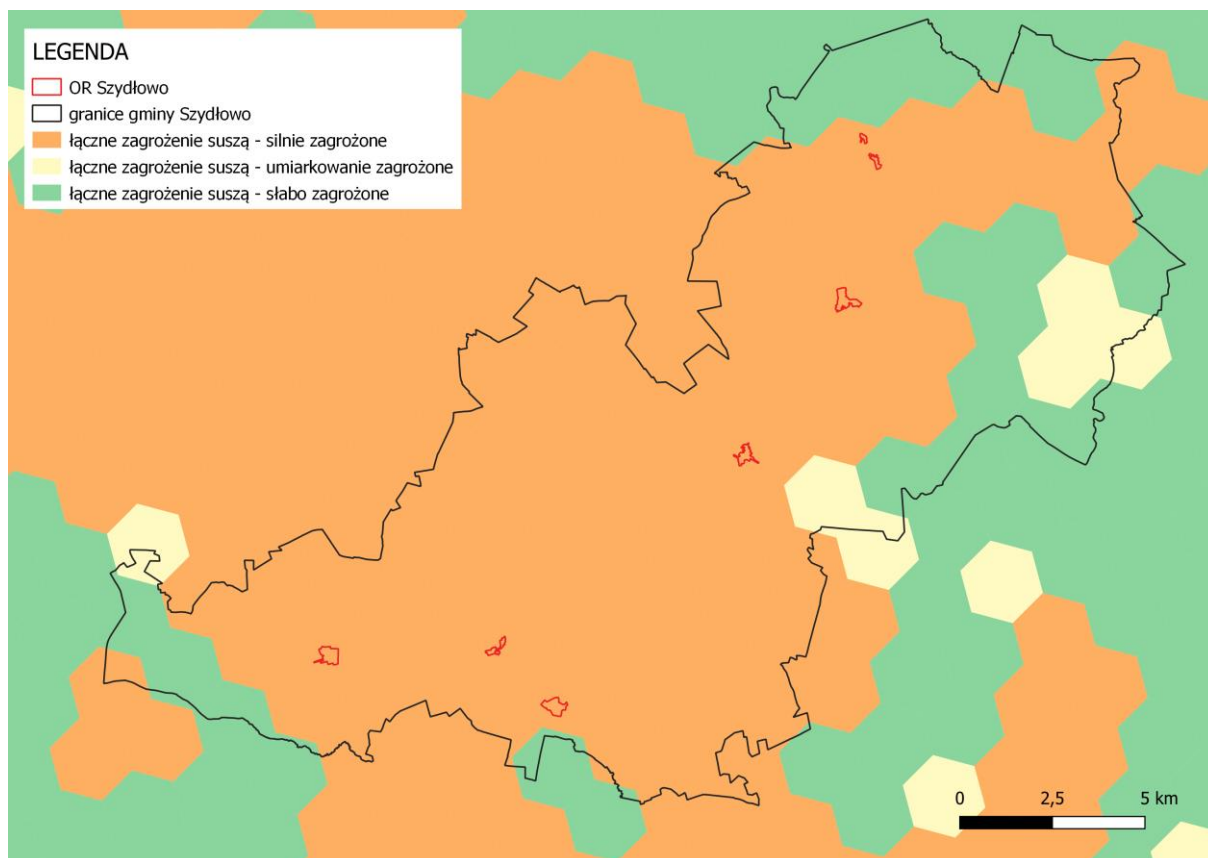 LEGENDA
OR Szydłowo
granice gminy Szydłowo
łączne zagrożenie suszą - silnie zagrożone
łączne zagrożenie suszą - umiarkowanie zagrożone
łączne zagrożenie suszą - słabo zagrożone
0 2,5 5 km